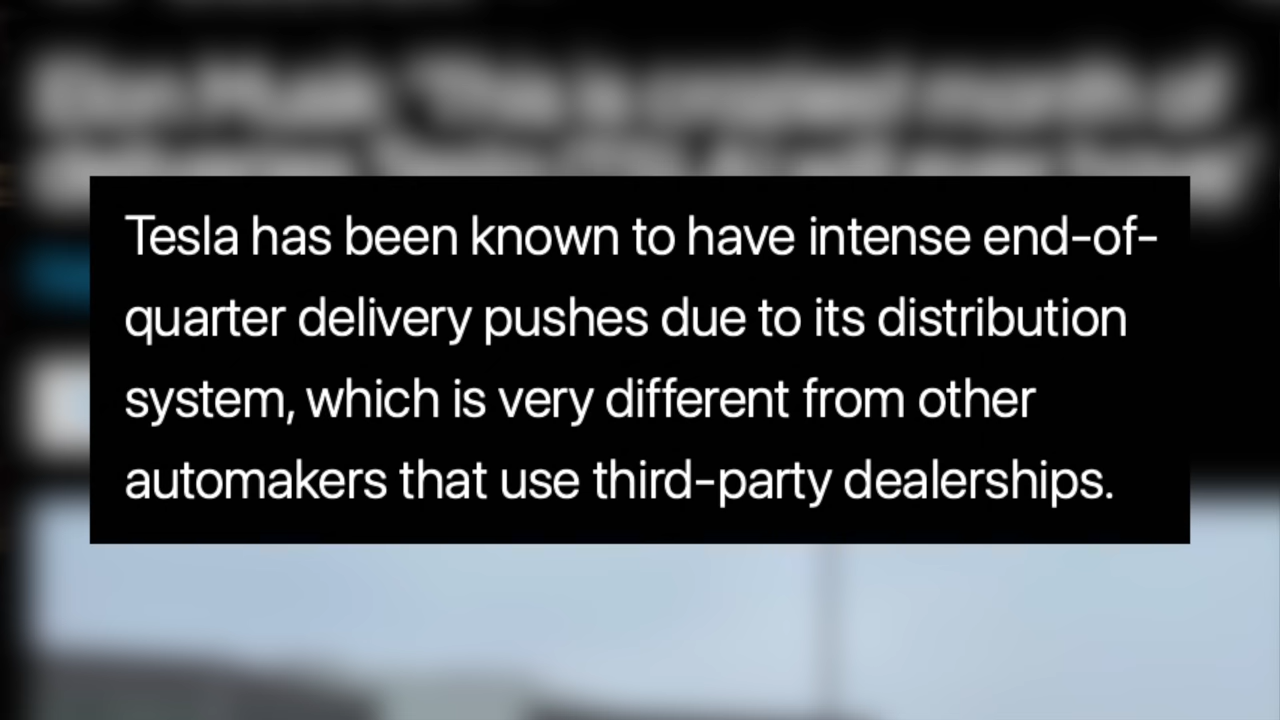 Tesla has been known to have intense end-of-
quarter delivery pushes due to its distribution
system, which is very different from other
automakers that use third-party dealerships.